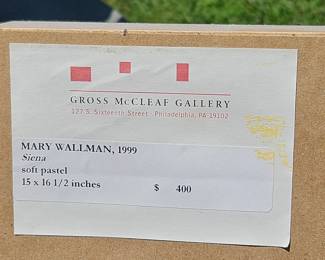 GROSS McCLEAF GALLERY
127 S. Sixteenth Street Philadelphia, PA 19102
MARY WALLMAN, 1999
Siena
soft pastel
15 x 16 1/2 inches $ 400